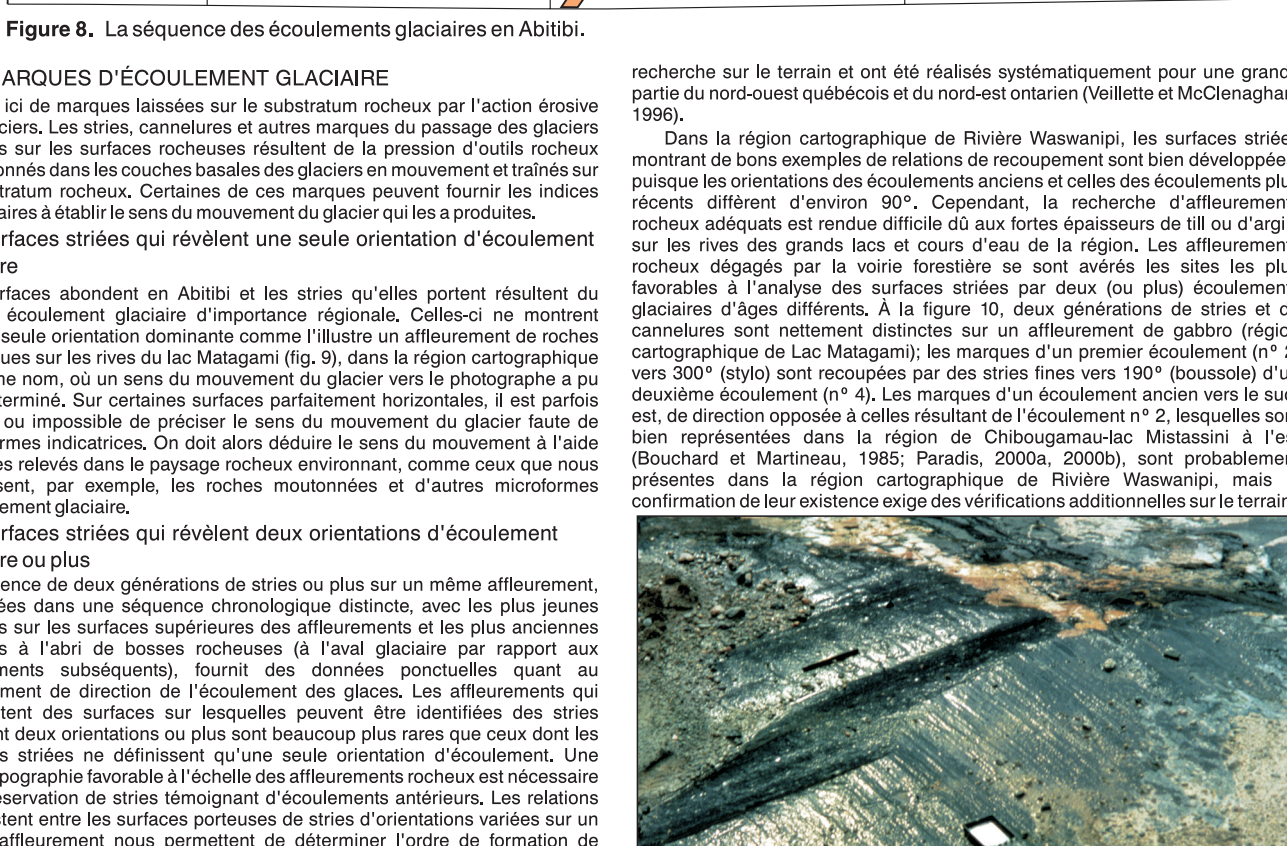 Figure 8. La séquence des écoulements glaciaires en Abitibi.
ARQUES D'ÉCOULEMENT GLACIAIRE
ici de marques laissées sur le substratum rocheux par l'action érosive
ciers. Les stries, cannelures et autres marques du passage des glaciers
s sur les surfaces rocheuses résultent de la pression d'outils rocheux
onnés dans les couches basales des glaciers en mouvement et traînés sur
tratum rocheux. Certaines de ces marques peuvent fournir les indices
aires à établir le sens du mouvement du glacier qui les a produites.
rfaces striées qui révèlent une seule orientation d'écoulement
re
rfaces abondent en Abitibi et les stries qu'elles portent résultent du
écoulement glaciaire d'importance régionale. Celles-ci ne montrent
seule orientation dominante comme l'illustre un affleurement de roches
ques sur les rives du lac Matagami (fig. 9), dans la région cartographique
ne nom, où un sens du mouvement du glacier vers le photographe a pu
terminé. Sur certaines surfaces parfaitement horizontales, il est parfois
ou impossible de préciser le sens du mouvement du glacier faute de
rmes indicatrices. On doit alors déduire le sens du mouvement à l'aide
es relevés dans le paysage rocheux environnant, comme ceux que nous
sent, par exemple, les roches moutonnées et d'autres microformes
ement glaciaire.
rfaces striées qui révèlent deux orientations d'écoulement
re ou plus
ence de deux générations de stries ou plus sur un même affleurement,
ées dans une séquence chronologique distincte, avec les plus jeunes
s sur les surfaces supérieures des affleurements et les plus anciennes
s à l'abri de bosses rocheuses (à l'aval glaciaire par rapport aux
ments subséquents), fournit des données ponctuelles quant au
ment de direction de l'écoulement des glaces. Les affleurements qui
tent des surfaces sur lesquelles peuvent être identifiées des stries
nt deux orientations ou plus sont beaucoup plus rares que ceux dont les
s striées ne définissent qu'une seule orientation d'écoulement. Une
pographie favorable à l'échelle des affleurements rocheux est nécessaire
éservation de stries témoignant d'écoulements antérieurs. Les relations
stent entre les surfaces porteuses de stries d'orientations variées sur un
affleurement nous permettent de déterminer l'ordre de formation de
recherche sur le terrain et ont été réalisés systématiquement pour une grand
partie du nord-ouest québécois et du nord-est ontarien (Veillette et McClenaghan
1996).
Dans la région cartographique de Rivière Waswanipi, les surfaces striée
montrant de bons exemples de relations de recoupement sont bien développée
puisque les orientations des écoulements anciens et celles des écoulements plu
récents diffèrent d'environ 90°. Cependant, la recherche d'affleurement
rocheux adéquats est rendue difficile dû aux fortes épaisseurs de till ou d'argi
sur les rives des grands lacs et cours d'eau de la région. Les affleurement
rocheux dégagés par la voirie forestière se sont avérés les sites les plu
favorables à l'analyse des surfaces striées par deux (ou plus) écoulement
glaciaires d'âges différents. À la figure 10, deux générations de stries et d
cannelures sont nettement distinctes sur un affleurement de gabbro (régio
cartographique de Lac Matagami); les marques d'un premier écoulement (nº 2
vers 300º (stylo) sont recoupées par des stries fines vers 190º (boussole) d'u
deuxième écoulement (nº 4). Les marques d'un écoulement ancien vers le sud
est, de direction opposée à celles résultant de l'écoulement nº 2, lesquelles son
bien représentées dans la région de Chibougamau-lac Mistassini à l'es
(Bouchard et Martineau, 1985; Paradis, 2000a, 2000b), sont probablemen
présentes dans la région cartographique de Rivière Waswanipi, mais
confirmation de leur existence exige des vérifications additionnelles sur le terrain